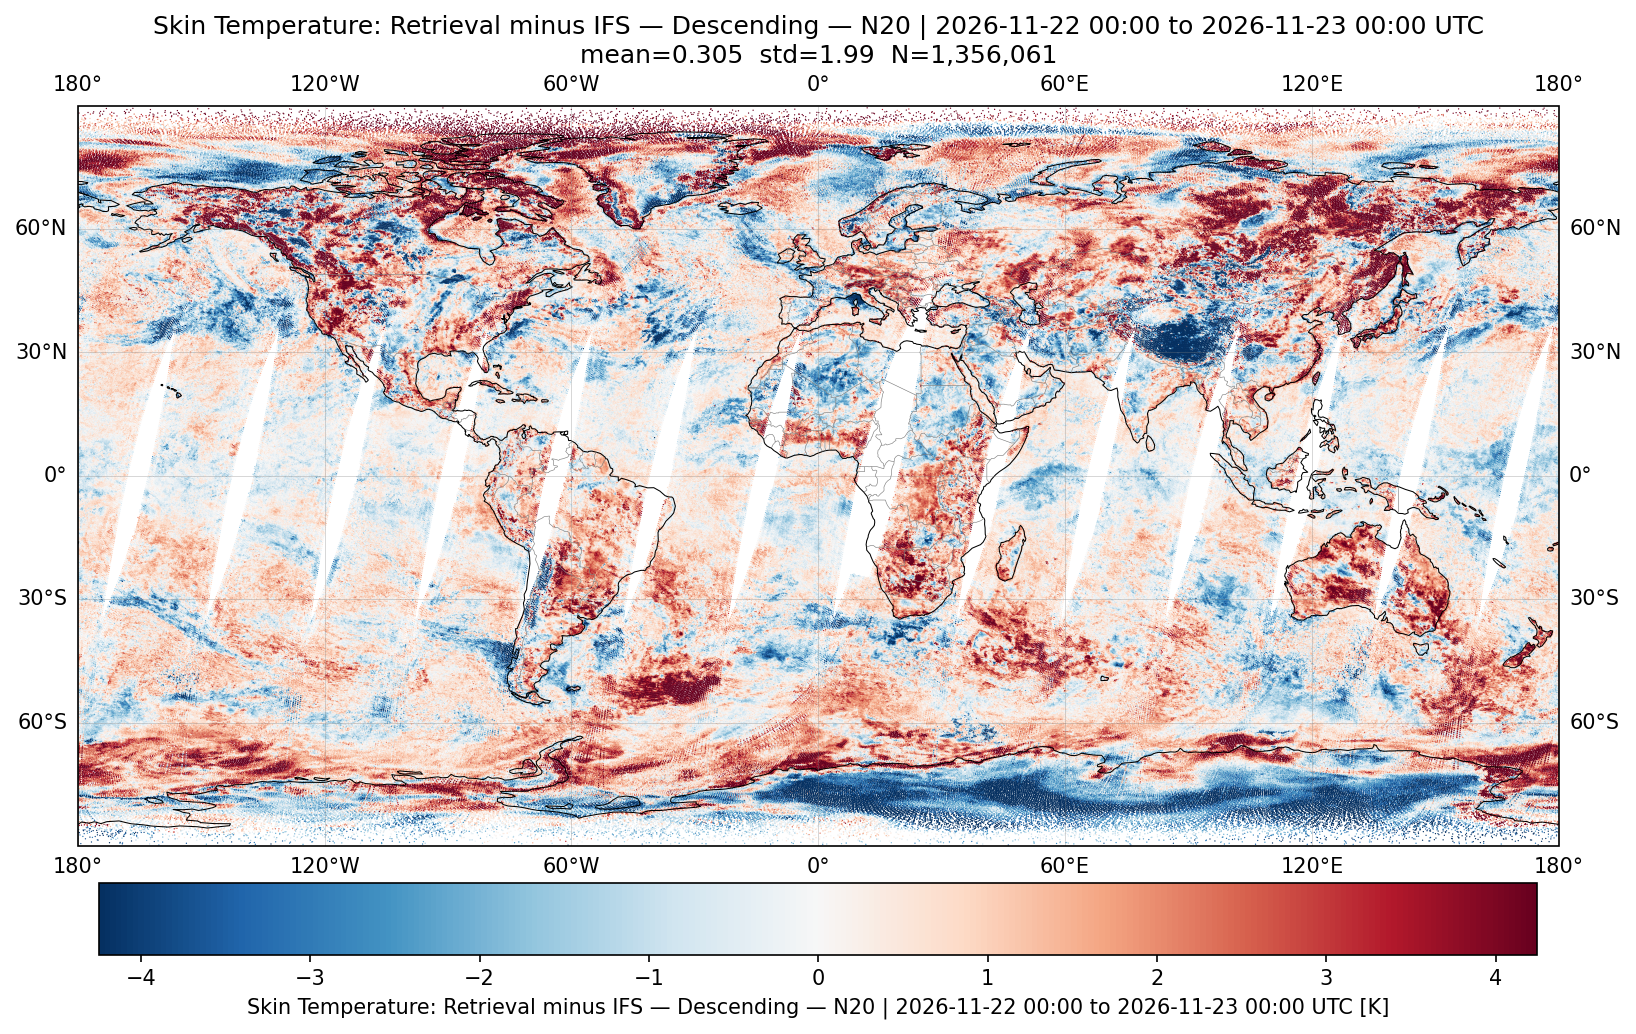 Skin Temperature: Retrieval minus IFS — Descending — N20 | 2026-11-22 00:00 to 2026-11-23 00:00 UTC
mean=0.305  std=1.99  N=1,356,061
180° 120°W 60°W 0° 60°E 120°E 180°
60°N 60°N
30°N 30°N
0° 0°
30°S 30°S
60°S 60°S
180° 120°W 60°W 0° 60°E 120°E 180°
−4 −3 −2 −1 0 1 2 3 4
Skin Temperature: Retrieval minus IFS — Descending — N20 | 2026-11-22 00:00 to 2026-11-23 00:00 UTC [K]